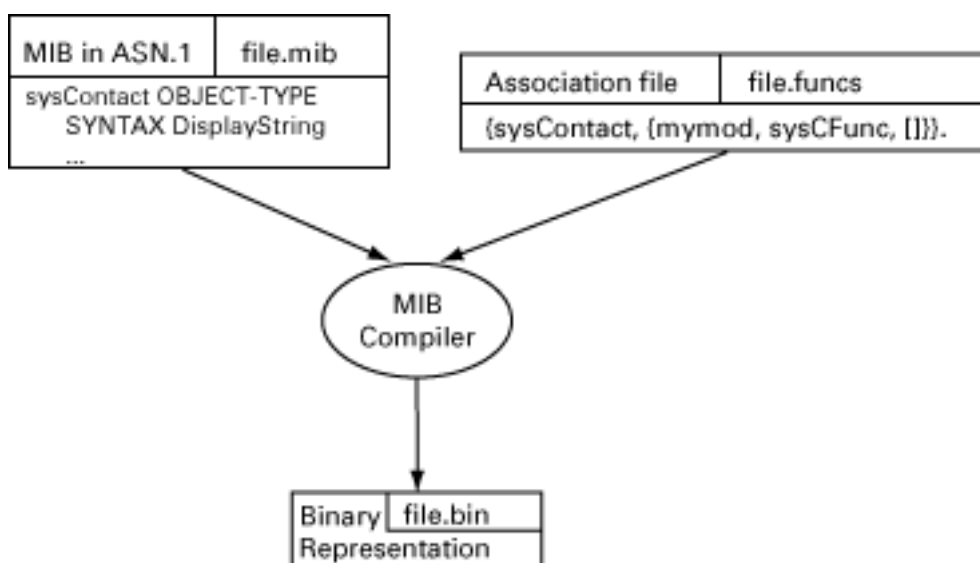 MIB in ASN.1 file.mib
sysContact OBJECT-TYPE
SYNTAX DisplayString
...
Association file file.funcs
{sysContact, {mymod, sysCFunc, []}}.
MIB
Compiler
Binary file.bin
Representation